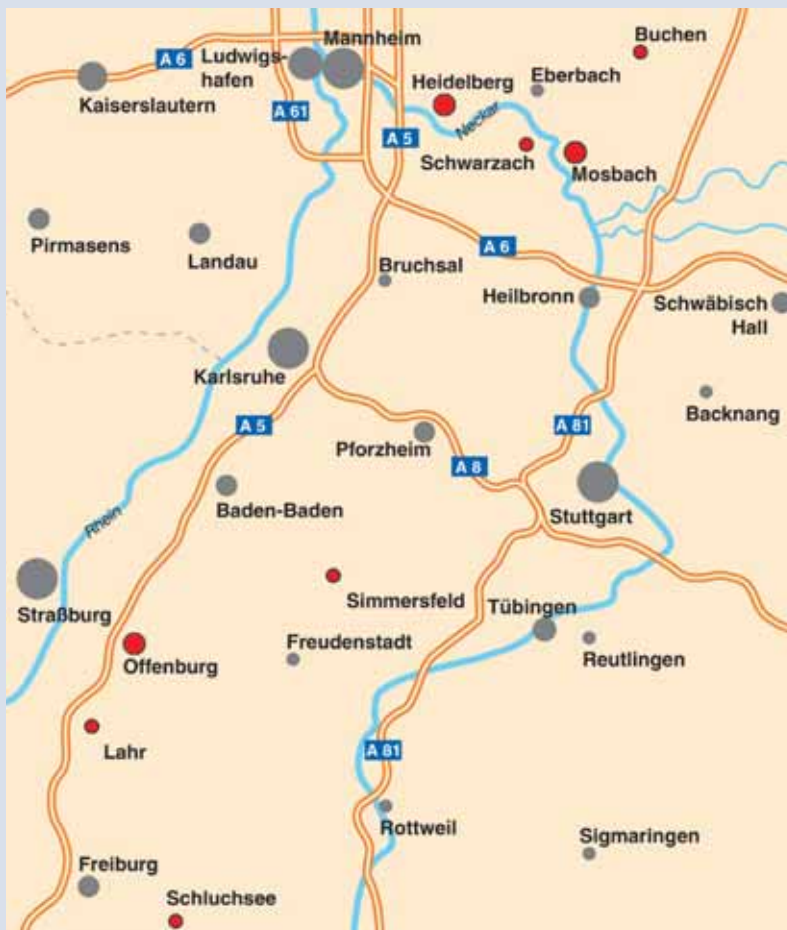 Buchen
Mannheim
A 6
Ludwigs-
hafen
Heidelberg
Eberbach
Kaiserslautern
A 61
Neckar
A 5
Schwarzach
Mosbach
Pirmasens
Landau
A 6
Bruchsal
Heilbronn
Schwäbisch
Hall
Karlsruhe
Backnang
A 5
A 81
Pforzheim
A 8
Baden-Baden
Stuttgart
Rhein
Simmersfeld
Tübingen
Straßburg
Freudenstadt
Reutlingen
Offenburg
Lahr
A 81
Rottweil
Sigmaringen
Freiburg
Schluchsee